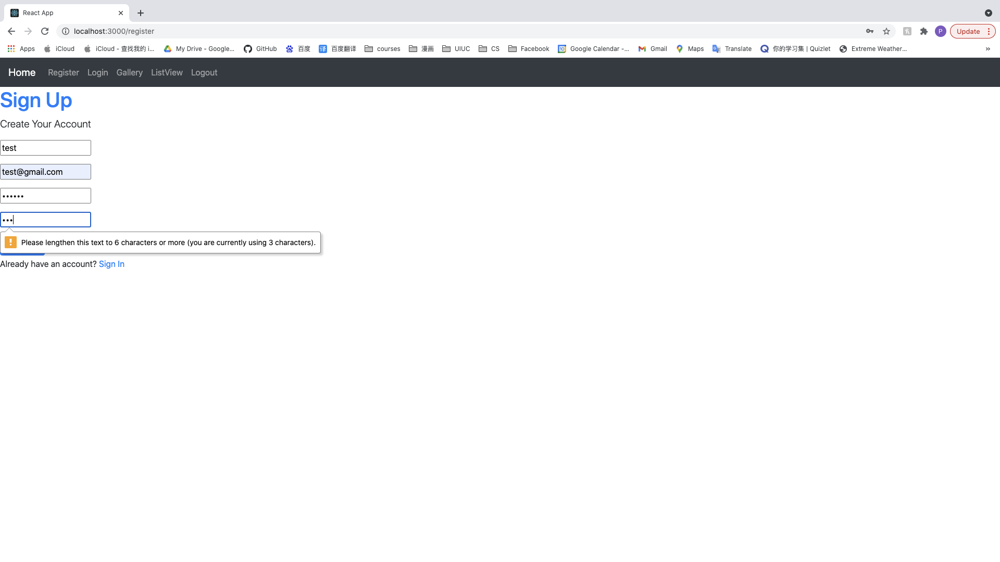 React App
localhost:3000/register
P
Update
Apps iCloud iCloud - 查找我的 i... My Drive - Google... GitHub 百度 译 百度翻译 courses 漫画 UIUC CS Facebook 10 Google Calendar -... Gmail Maps Translate 你的学习集 | Quizlet Extreme Weather... »
Home Register Login Gallery ListView Logout
Sign Up
Create Your Account
test
test@gmail.com
••••••
•••
Please lengthen this text to 6 characters or more (you are currently using 3 characters).
Already have an account? Sign In